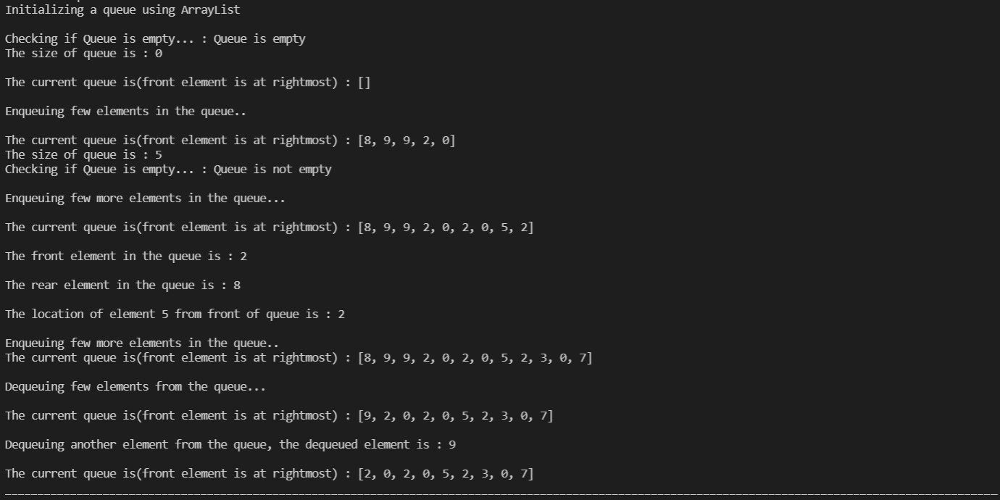 Initializing a queue using ArrayList
Checking if Queue is empty... : Queue is empty
The size of queue is : 0
The current queue is(front element is at rightmost) : []
Enqueuing few elements in the queue..
The current queue is(front element is at rightmost) : [8, 9, 9, 2, 0]
The size of queue is : 5
Checking if Queue is empty... : Queue is not empty
Enqueuing few more elements in the queue...
The current queue is(front element is at rightmost) : [8, 9, 9, 2, 0, 2, 0, 5, 2]
The front element in the queue is : 2
The rear element in the queue is : 8
The location of element 5 from front of queue is : 2
Enqueuing few more elements in the queue..
The current queue is(front element is at rightmost) : [8, 9, 9, 2, 0, 2, 0, 5, 2, 3, 0, 7]
Dequeuing few elements from the queue...
The current queue is(front element is at rightmost) : [9, 2, 0, 2, 0, 5, 2, 3, 0, 7]
Dequeuing another element from the queue, the dequeued element is : 9
The current queue is(front element is at rightmost) : [2, 0, 2, 0, 5, 2, 3, 0, 7]